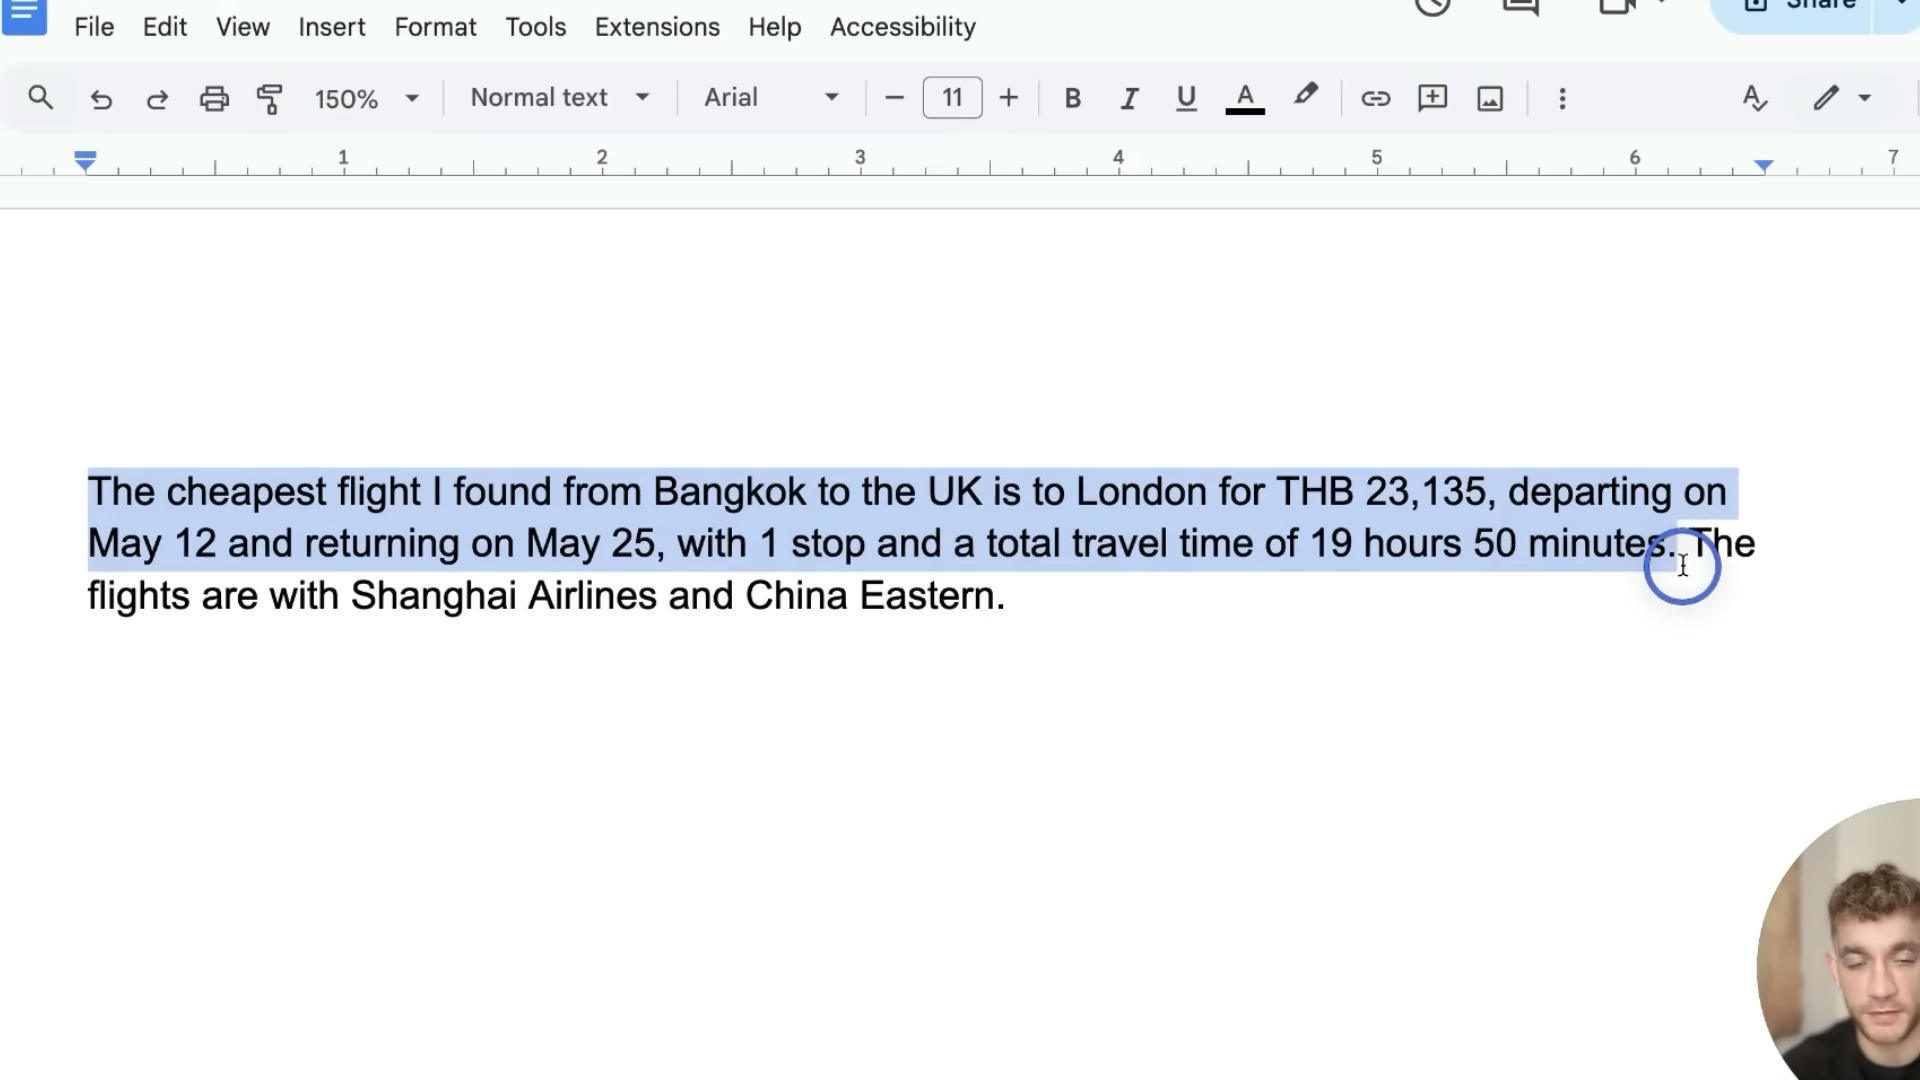 Share
File Edit View Insert Format Tools Extensions Help Accessibility
150% Normal text Arial 11 B I U A
1 2 3 4 5 6 7
The cheapest flight I found from Bangkok to the UK is to London for THB 23,135, departing on
May 12 and returning on May 25, with 1 stop and a total travel time of 19 hours 50 minutes. The
flights are with Shanghai Airlines and China Eastern.